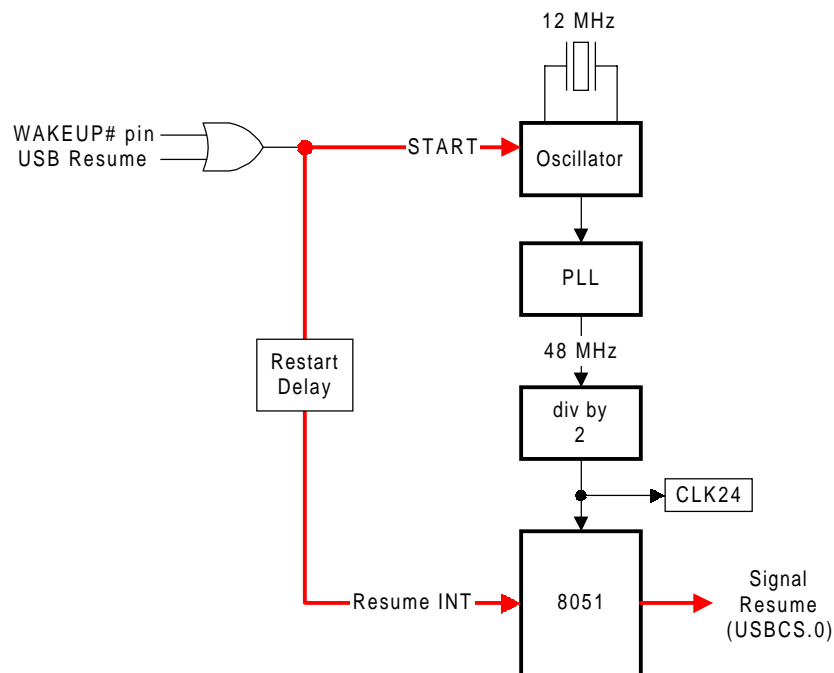 12 MHz
WAKEUP# pin
USB Resume
START
Oscillator
PLL
48 MHz
Restart
Delay
div by
2
CLK24
Resume INT
8051
Signal
Resume
(USBCS.0)